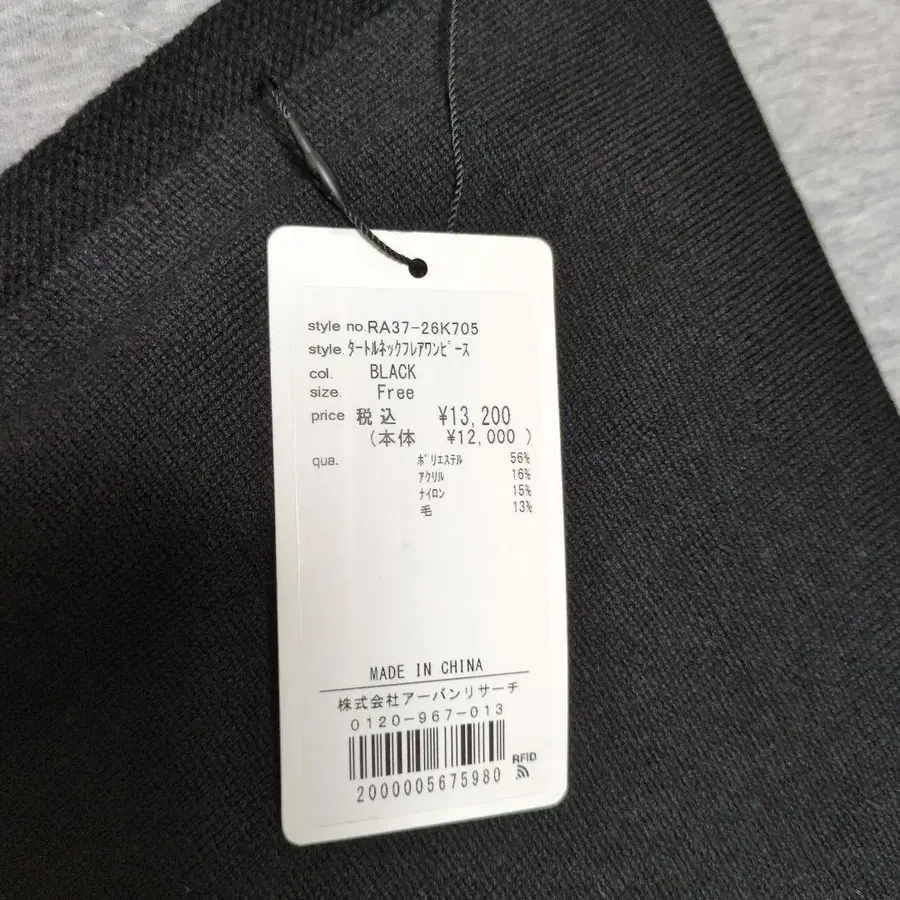 style no.RA37-26K705
style.ﾀｰﾄﾙﾈｯｸﾌﾚｱﾜﾝﾋﾟｰｽ
col. BLACK
size. Free
price 税込 ¥13,200
(本体 ¥12,000 )
qua. ﾎﾟﾘｴｽﾃﾙ 56%
ｱｸﾘﾙ 16%
ﾅｲﾛﾝ 15%
毛 13%
MADE IN CHINA
株式会社アーバンリサーチ
0120-967-013
RFID
2000005675980